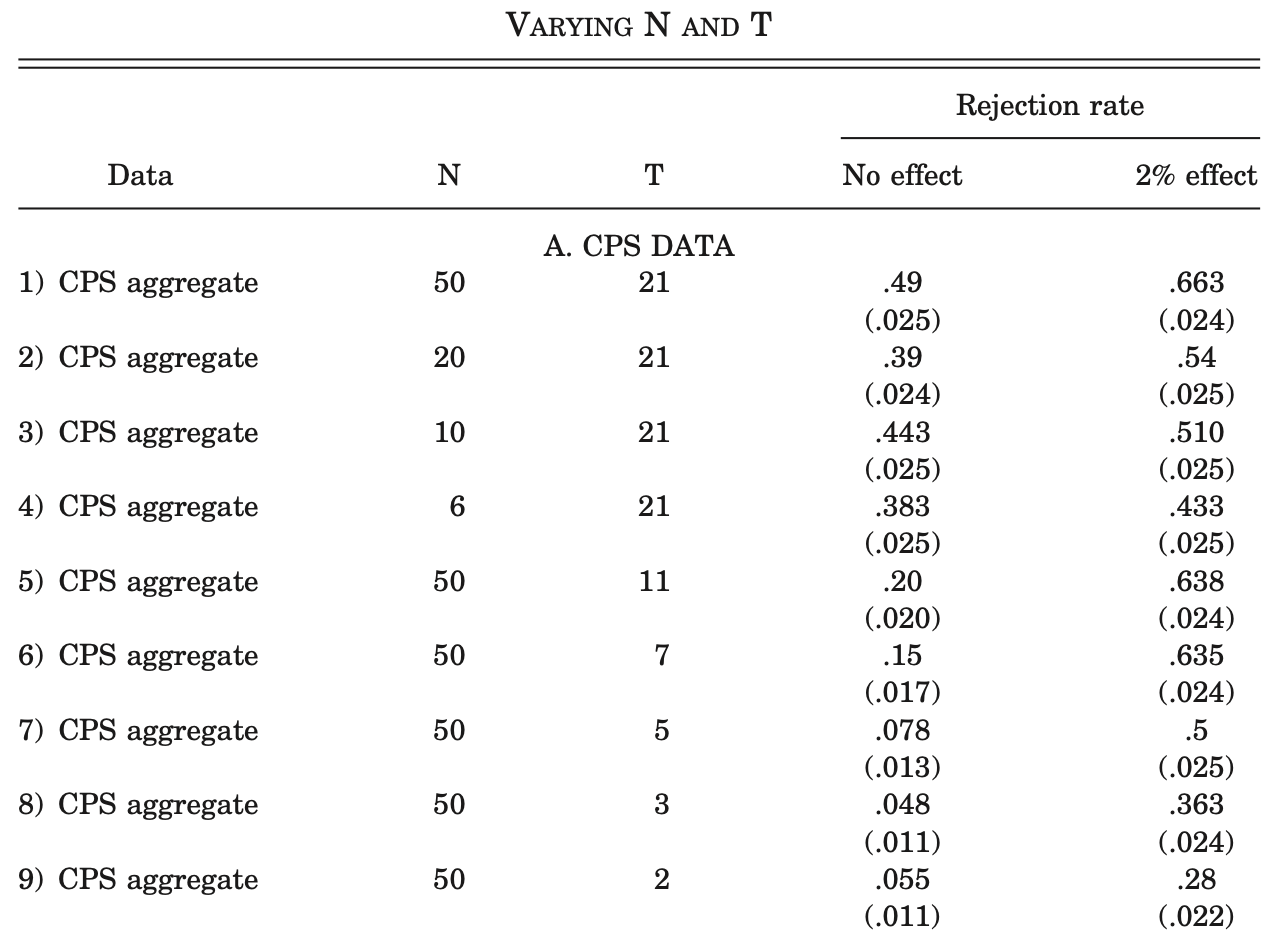 VARYING N AND T
Rejection rate
Data N T No effect 2% effect
A. CPS DATA
1) CPS aggregate 50 21 .49 .663
(.025) (.024)
2) CPS aggregate 20 21 .39 .54
(.024) (.025)
3) CPS aggregate 10 21 .443 .510
(.025) (.025)
4) CPS aggregate 6 21 .383 .433
(.025) (.025)
5) CPS aggregate 50 11 .20 .638
(.020) (.024)
6) CPS aggregate 50 7 .15 .635
(.017) (.024)
7) CPS aggregate 50 5 .078 .5
(.013) (.025)
8) CPS aggregate 50 3 .048 .363
(.011) (.024)
9) CPS aggregate 50 2 .055 .28
(.011) (.022)